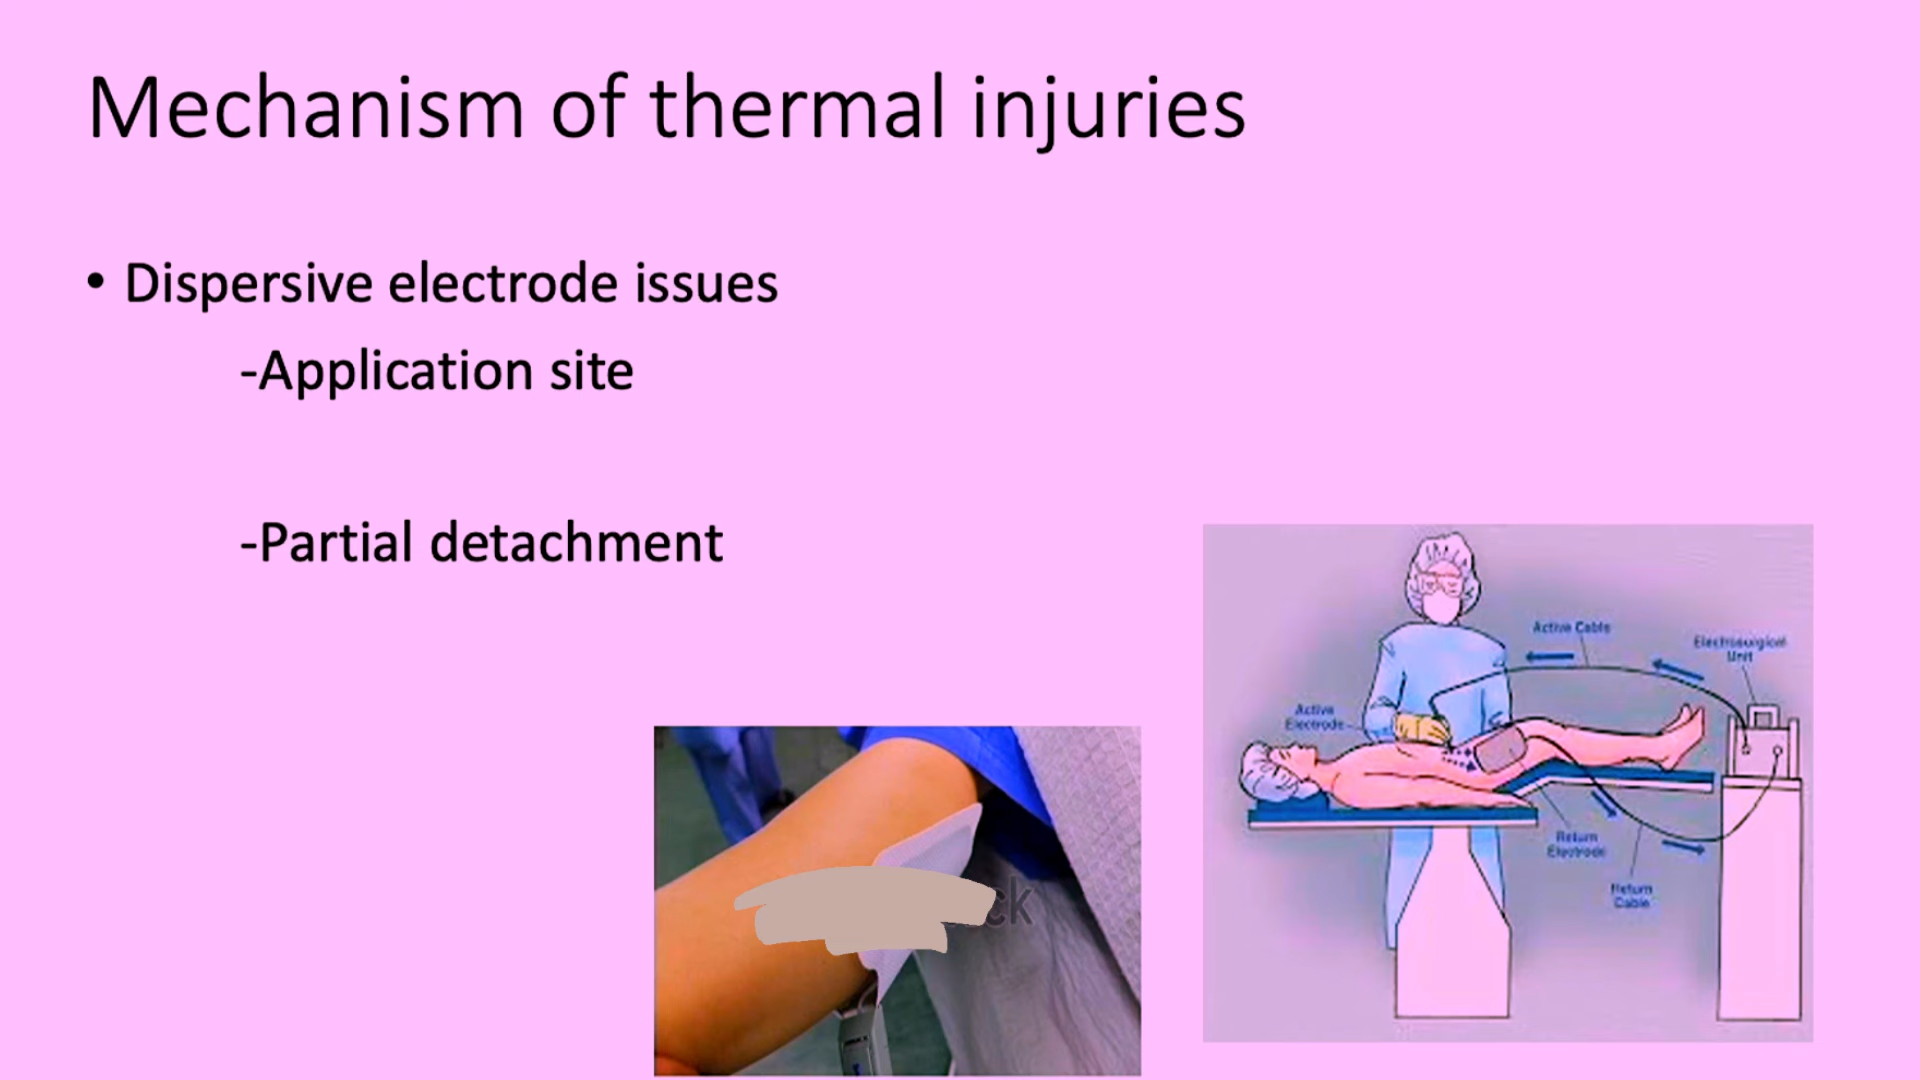 Mechanism of thermal injuries
• Dispersive electrode issues
-Application site
-Partial detachment
Active Cable
Electrosurgical
Unit
Active
Electrode
Return
Electrode
Return
Cable
ck